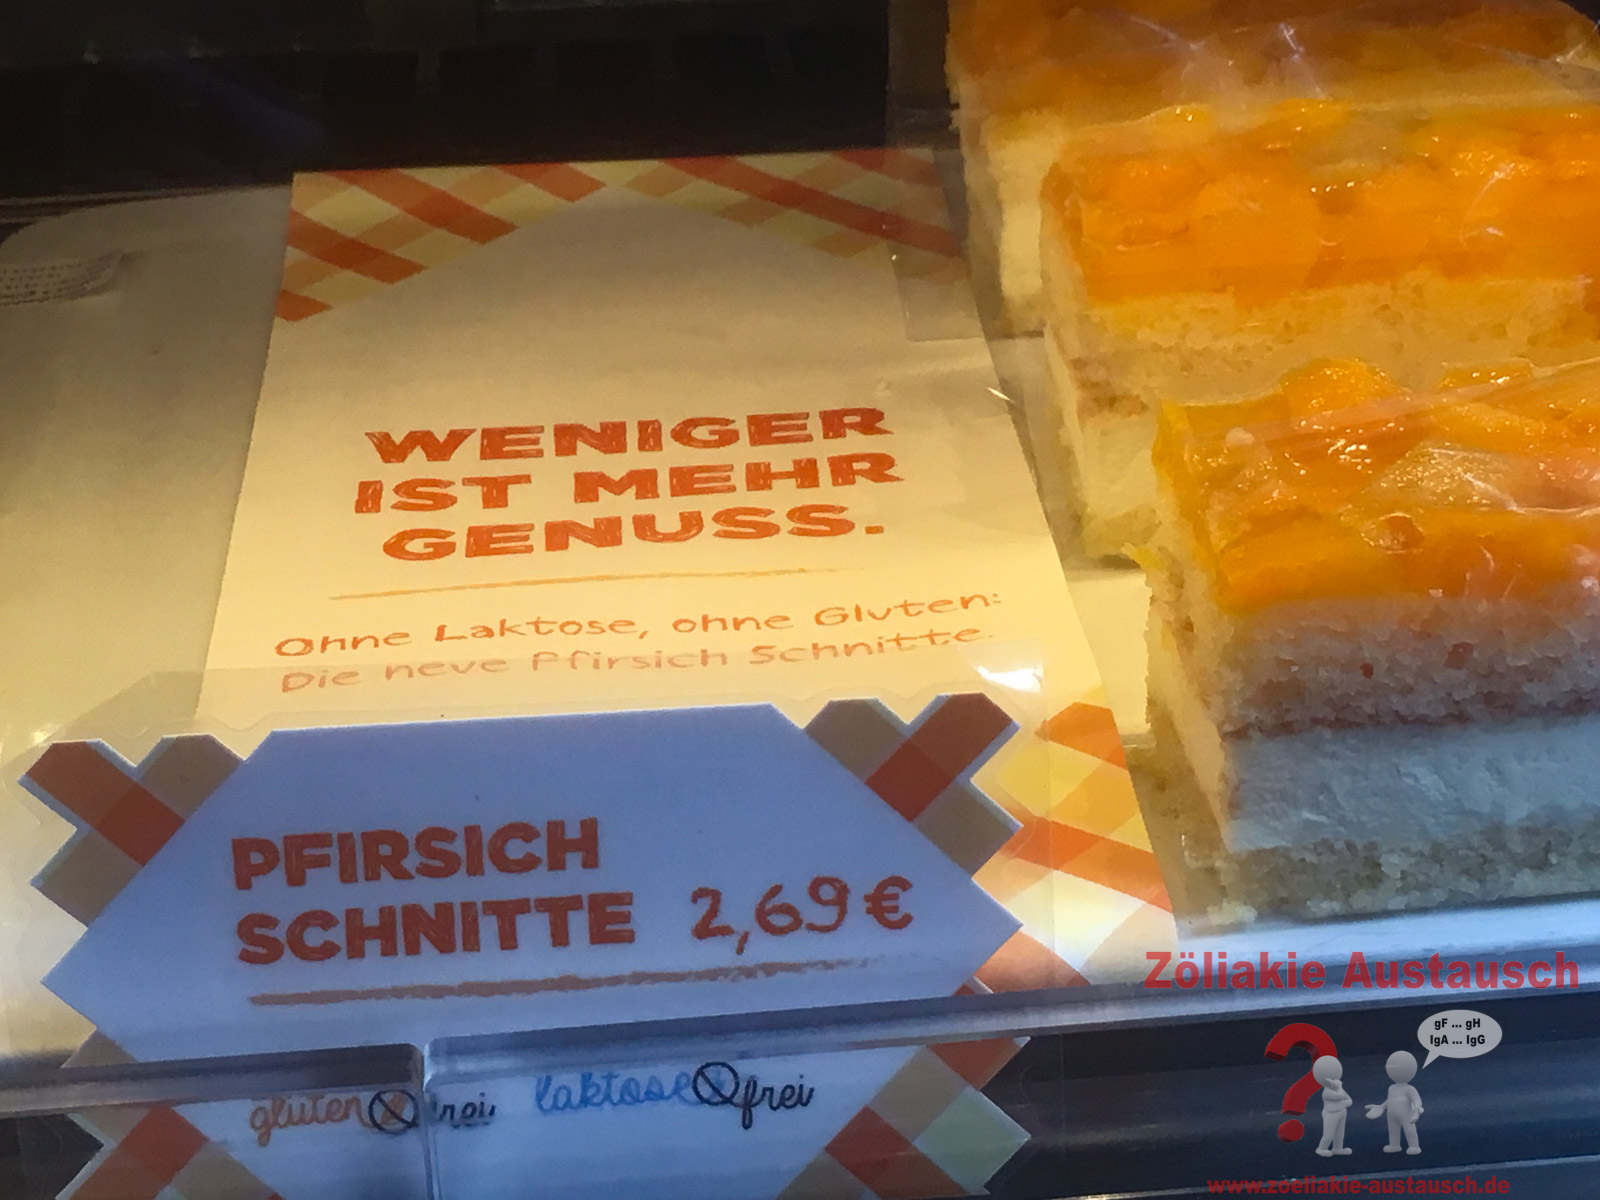 WENIGER
IST MEHR
GENUSS.
Ohne Laktose, ohne Gluten:
Die neue Pfirsich Schnitte.
PFIRSICH
SCHNITTE 2,69 €
gluten frei laktose frei
Zöliakie Austausch
gF ... gH
IgA ... IgG
?
www.zoeliakie-austausch.de